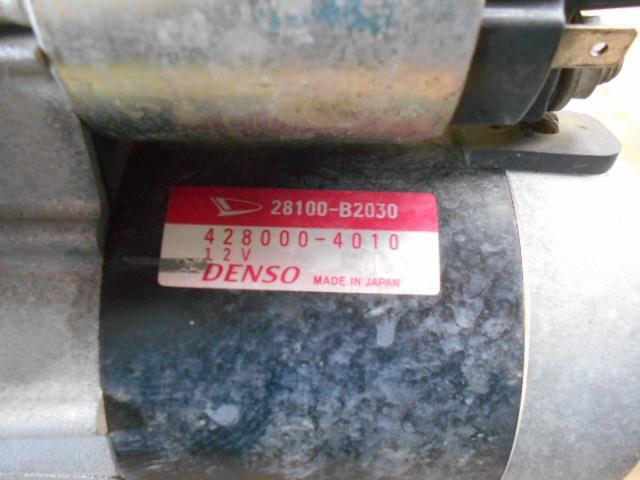 28100-B2030
428000-4010
12V
DENSO MADE IN JAPAN